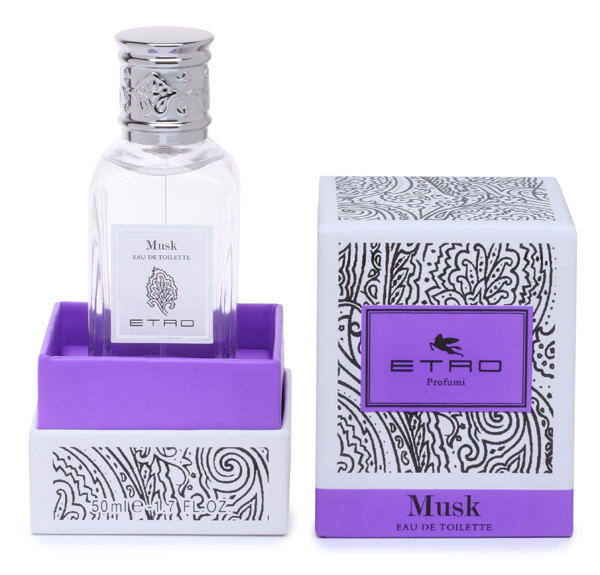 Musk
EAU DE TOILETTE
ETRO
50ml e-1.7 FL.OZ.
ETRO
Profumi
Musk
EAU DE TOILETTE